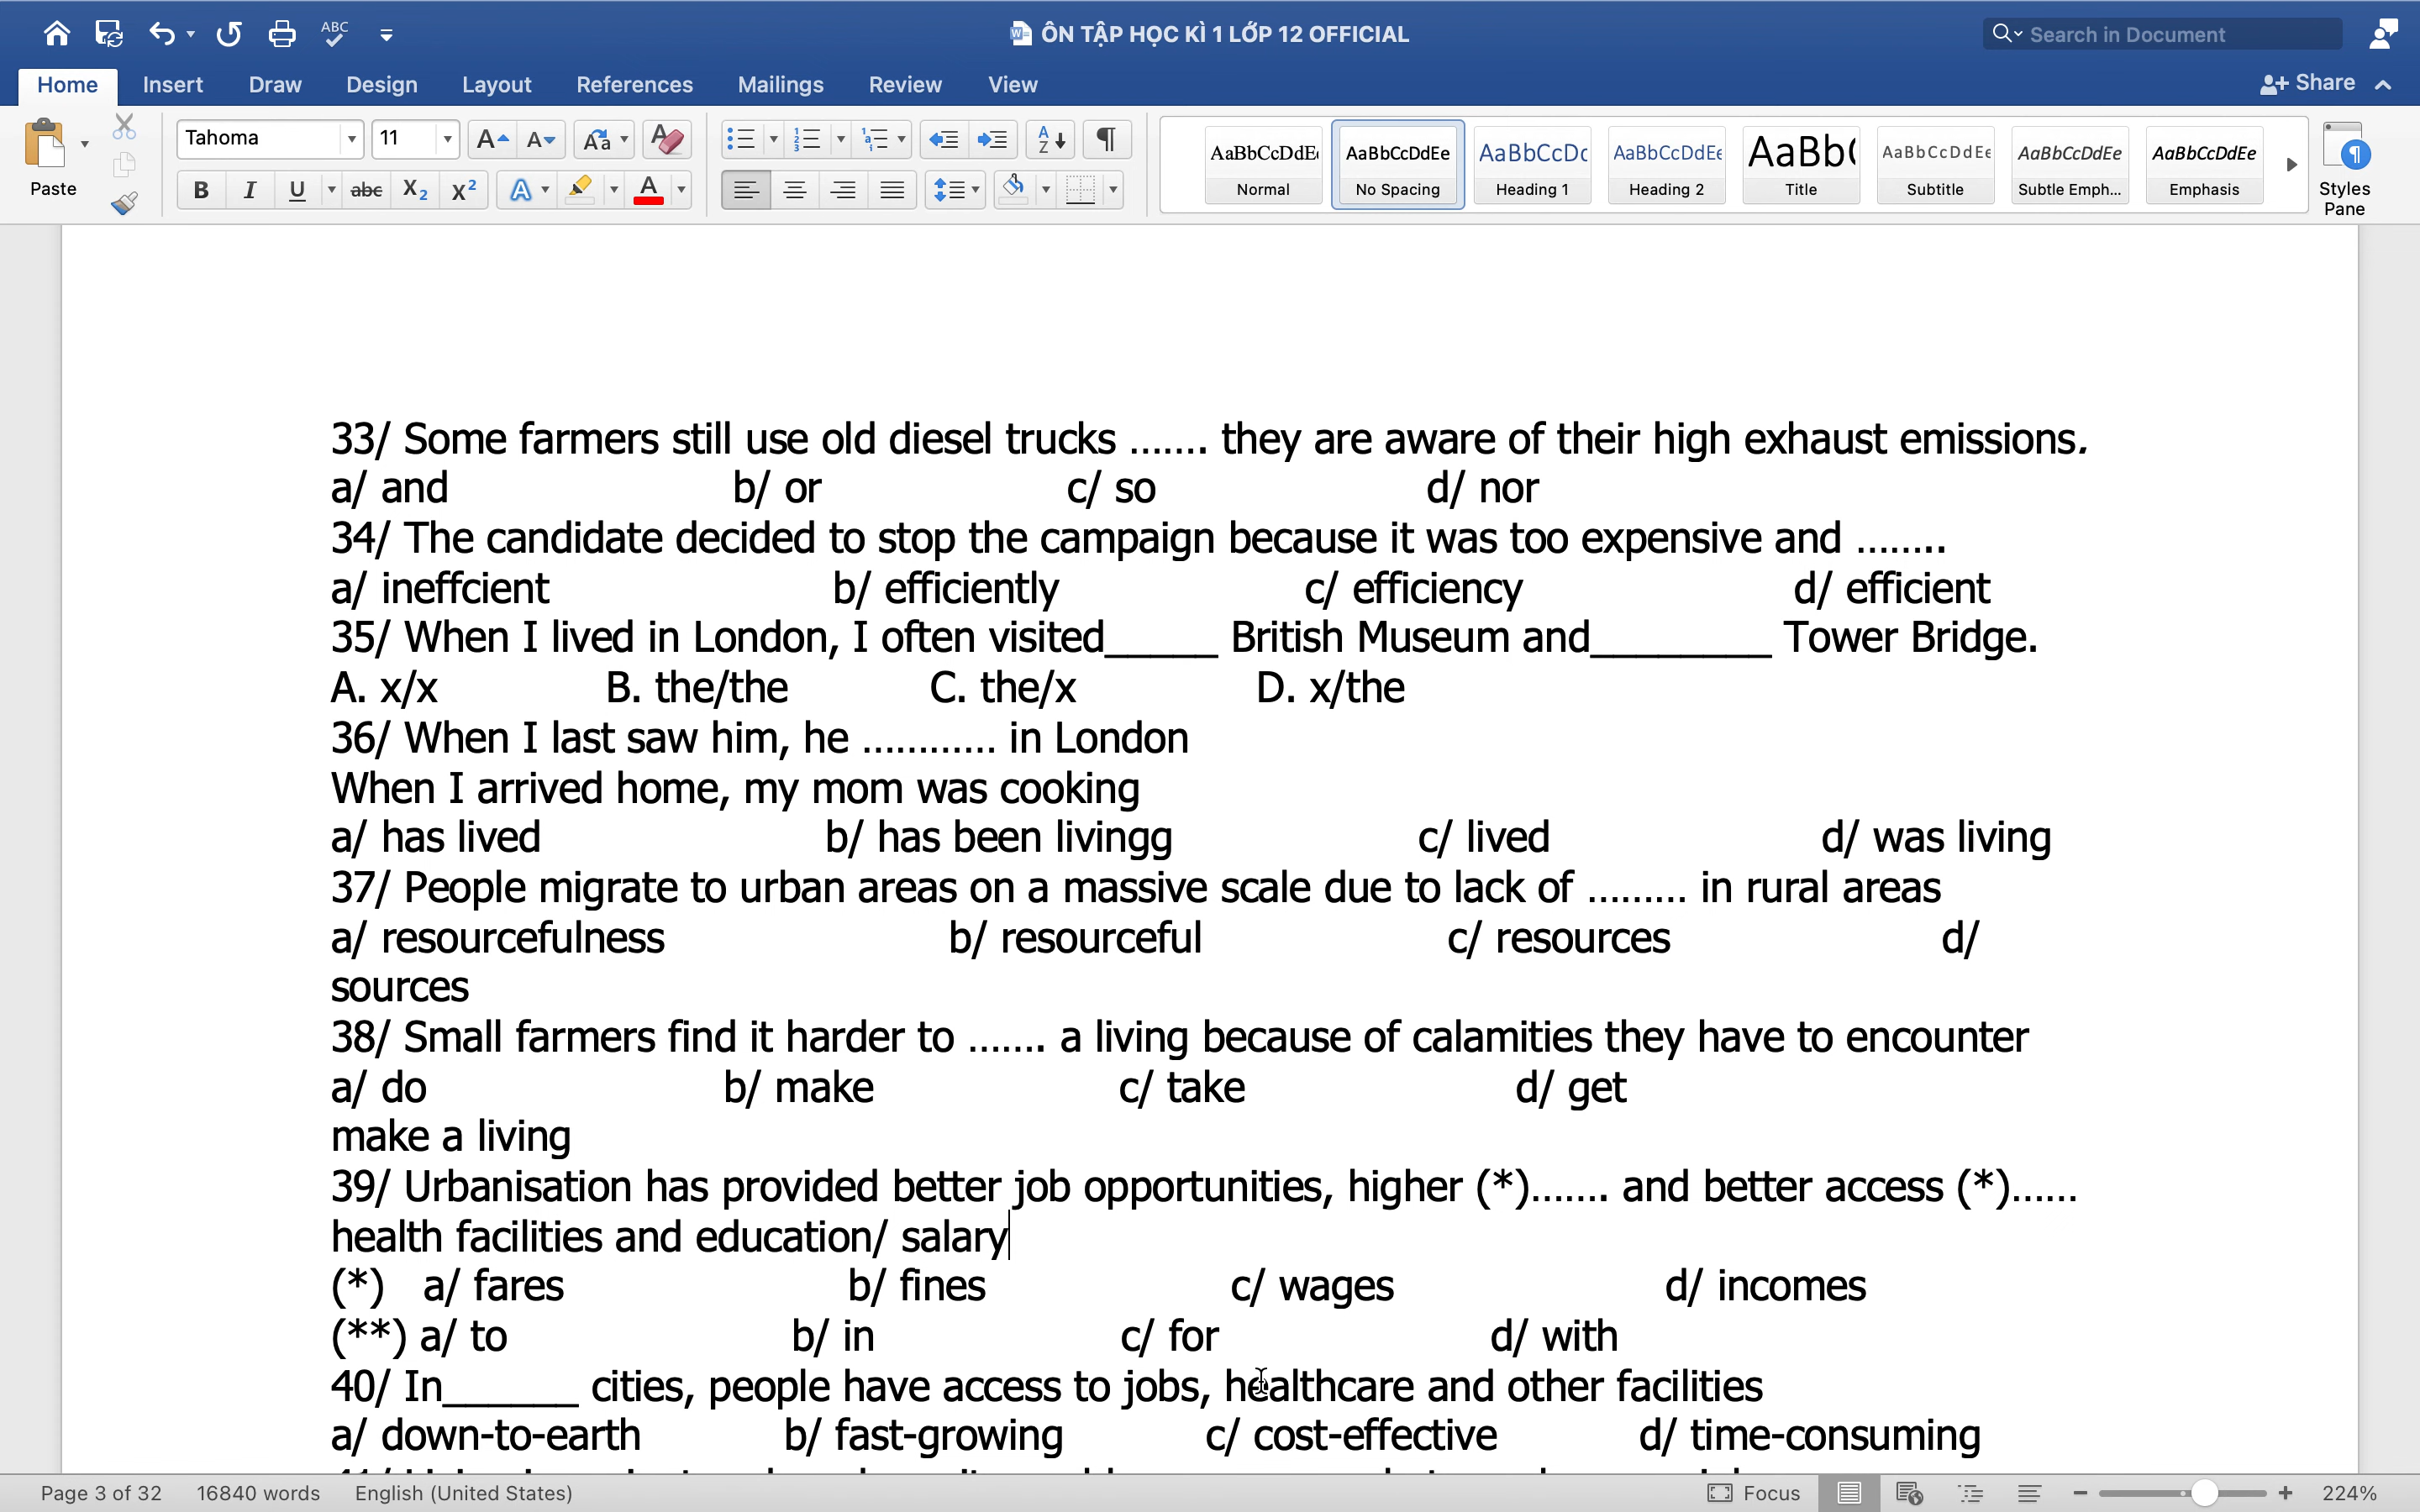 ABC
ÔN TẬP HỌC KÌ 1 LỚP 12 OFFICIAL
Search in Document
Home Insert Draw Design Layout References Mailings Review View
Share
Paste
Tahoma 11
AaBbCcDdEe Normal
AaBbCcDdEe No Spacing
AaBbCcDc Heading 1
AaBbCcDdEe Heading 2
AaBb( Title
AaBbCcDdEe Subtitle
AaBbCcDdEe Subtle Emph...
AaBbCcDdEe Emphasis
Styles Pane
33/ Some farmers still use old diesel trucks ....... they are aware of their high exhaust emissions.
a/ and b/ or c/ so d/ nor
34/ The candidate decided to stop the campaign because it was too expensive and ........
a/ ineffcient b/ efficiently c/ efficiency d/ efficient
35/ When I lived in London, I often visited_____ British Museum and________ Tower Bridge.
A. x/x B. the/the C. the/x D. x/the
36/ When I last saw him, he ............ in London
When I arrived home, my mom was cooking
a/ has lived b/ has been livingg c/ lived d/ was living
37/ People migrate to urban areas on a massive scale due to lack of ......... in rural areas
a/ resourcefulness b/ resourceful c/ resources d/
sources
38/ Small farmers find it harder to ....... a living because of calamities they have to encounter
a/ do b/ make c/ take d/ get
make a living
39/ Urbanisation has provided better job opportunities, higher (*)....... and better access (*)......
health facilities and education/ salary
(*) a/ fares b/ fines c/ wages d/ incomes
(**) a/ to b/ in c/ for d/ with
40/ In______ cities, people have access to jobs, healthcare and other facilities
a/ down-to-earth b/ fast-growing c/ cost-effective d/ time-consuming
Page 3 of 32 16840 words English (United States) Focus 224%